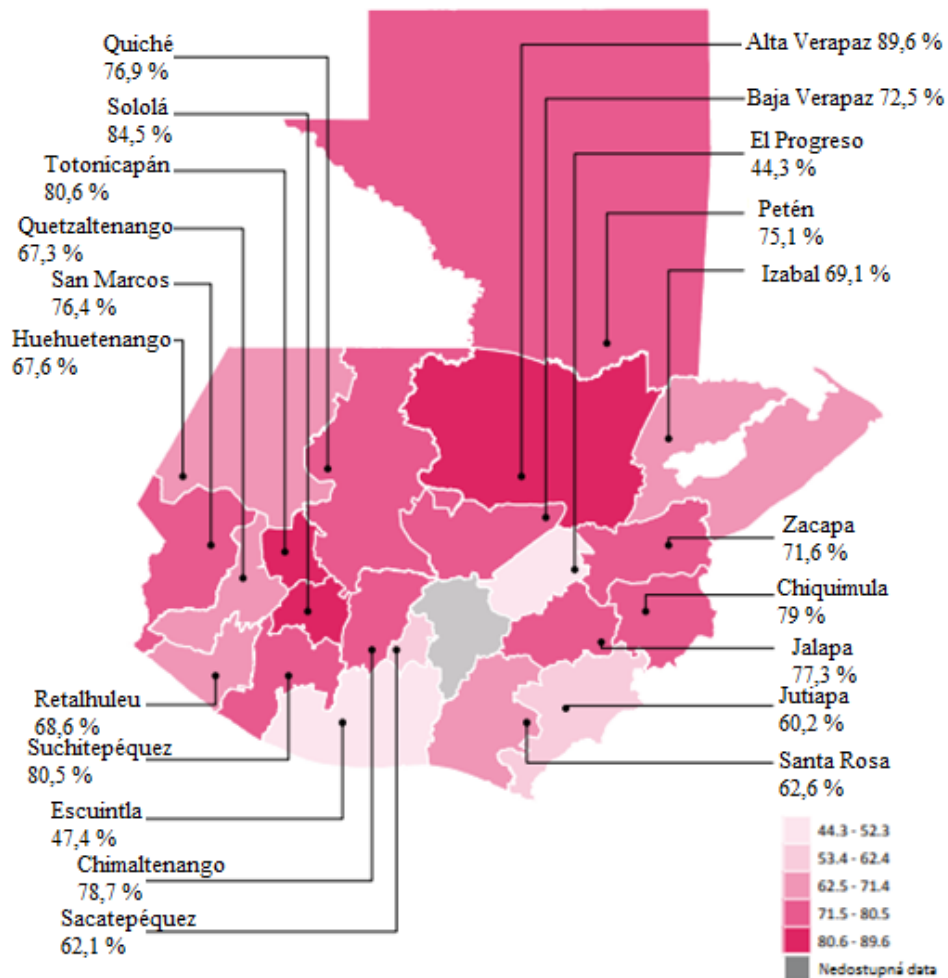 Quiché
76,9 %
Sololá
84,5 %
Totonicapán
80,6 %
Quetzaltenango
67,3 %
San Marcos
76,4 %
Huehuetenango
67,6 %
Alta Verapaz 89,6 %
Baja Verapaz 72,5 %
El Progreso
44,3 %
Petén
75,1 %
Izabal 69,1 %
Zacapa
71,6 %
Chiquimula
79 %
Jalapa
77,3 %
Jutiapa
60,2 %
Santa Rosa
62,6 %
Retalhuleu
68,6 %
Suchitepéquez
80,5 %
Escuintla
47,4 %
Chimaltenango
78,7 %
Sacatepéquez
62,1 %
44.3 - 52.3
53.4 - 62.4
62.5 - 71.4
71.5 - 80.5
80.6 - 89.6
Nedostupná data